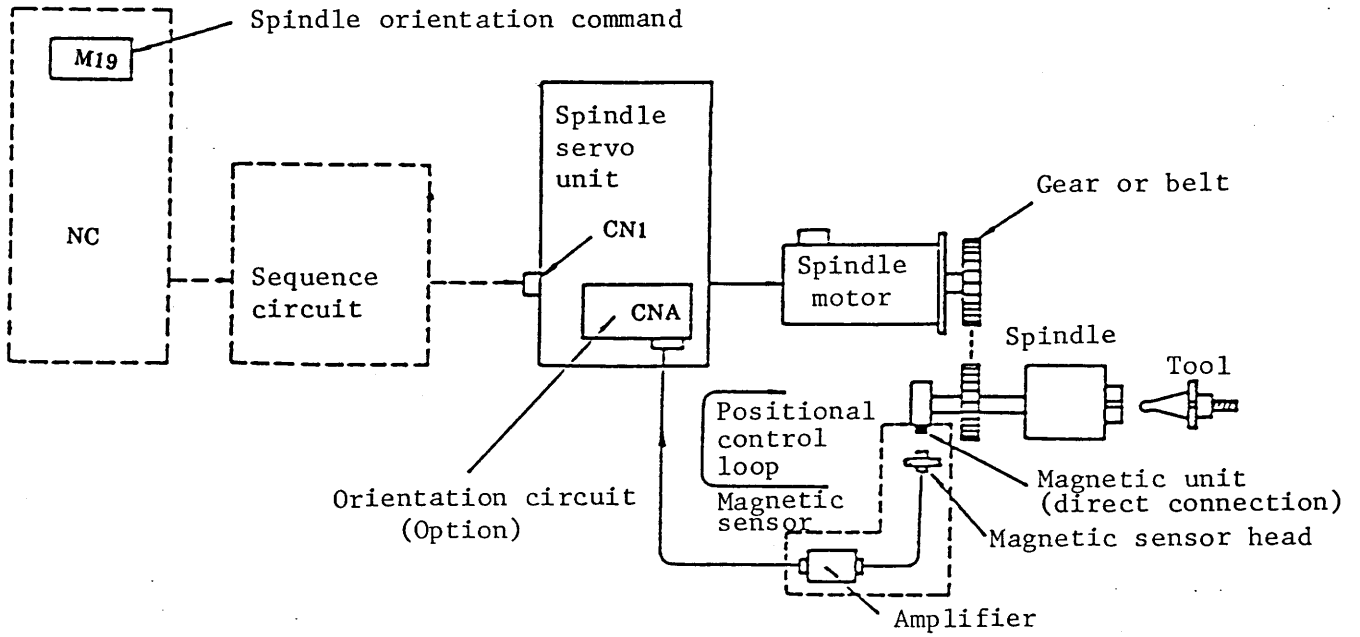 Spindle orientation command
M19
NC
Sequence
circuit
Spindle
servo
unit
CN1
CNA
Orientation circuit
(Option)
Spindle
motor
Gear or belt
Spindle
Tool
Positional
control
loop
Magnetic
sensor
Magnetic unit
(direct connection)
Magnetic sensor head
Amplifier